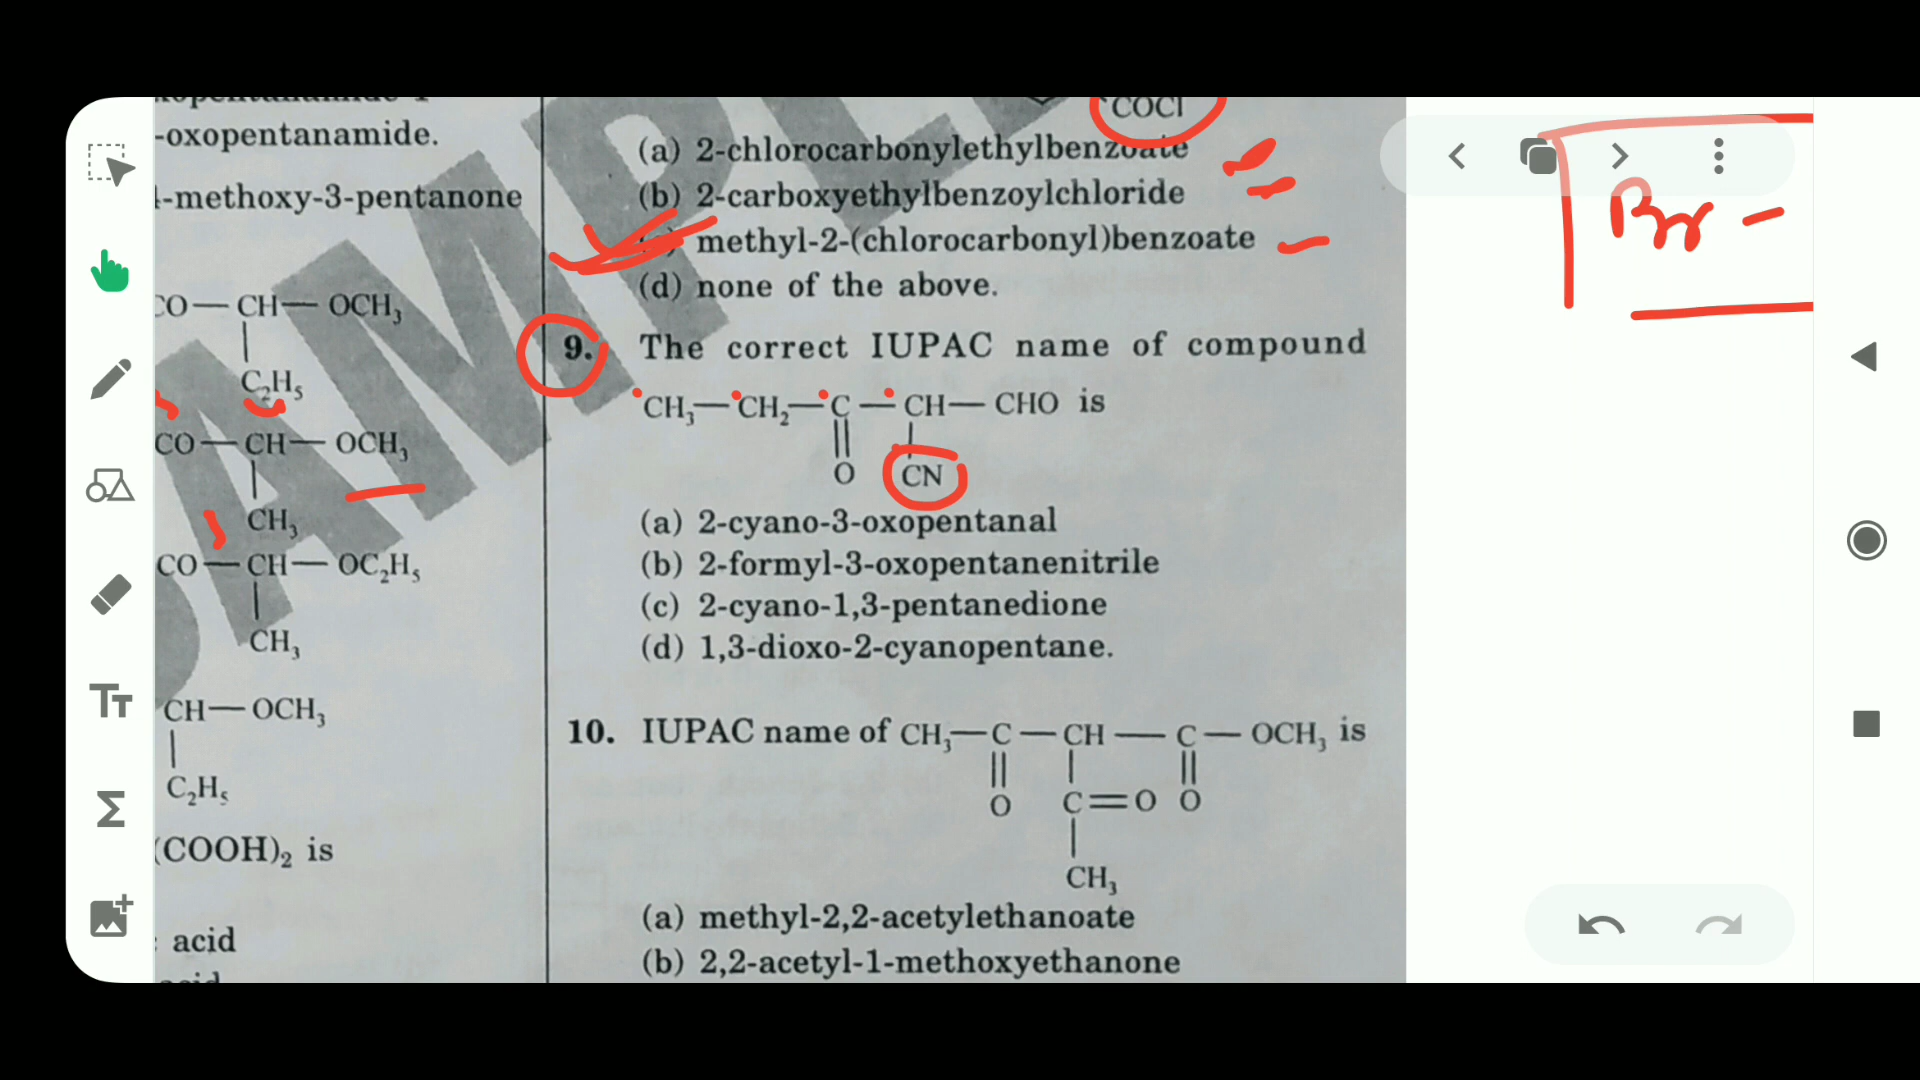 -oxopentanamide.
-methoxy-3-pentanone
CO—CH—OCH₃
C₂H₅
CO—CH—OCH₃
CH₃
CO—CH—OC₂H₅
CH₃
CH—OCH₃
C₂H₅
(COOH)₂ is
acid
COCl
(a) 2-chlorocarbonylethylbenzoate
(b) 2-carboxyethylbenzoylchloride
methyl-2-(chlorocarbonyl)benzoate
(d) none of the above.
9. The correct IUPAC name of compound
CH₃—CH₂—C—CH—CHO is
O CN
(a) 2-cyano-3-oxopentanal
(b) 2-formyl-3-oxopentanenitrile
(c) 2-cyano-1,3-pentanedione
(d) 1,3-dioxo-2-cyanopentane.
10. IUPAC name of CH₃—C—CH—C—OCH₃ is
O C=O O
CH₃
(a) methyl-2,2-acetylethanoate
(b) 2,2-acetyl-1-methoxyethanone
Br -
TT
Σ